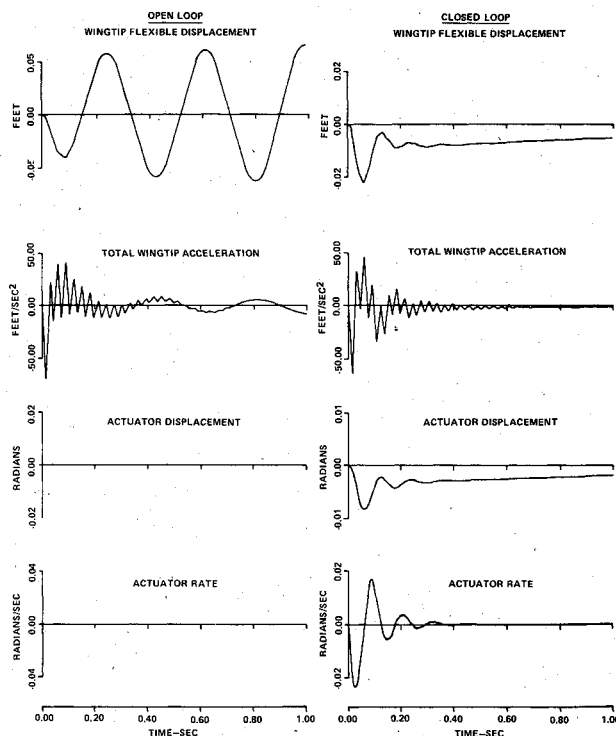 OPEN LOOP
WINGTIP FLEXIBLE DISPLACEMENT
FEET
0.05
0.00
-0.05
TOTAL WINGTIP ACCELERATION
FEET/SEC2
50.00
0.00
-50.00
ACTUATOR DISPLACEMENT
RADIANS
0.02
0.00
-0.02
ACTUATOR RATE
RADIANS/SEC
0.04
0.00
-0.04
0.00 0.20 0.40 0.60 0.80 1.00
TIME–SEC
CLOSED LOOP
WINGTIP FLEXIBLE DISPLACEMENT
FEET
0.02
0.00
-0.02
TOTAL WINGTIP ACCELERATION
FEET/SEC2
50.00
0.00
-50.00
ACTUATOR DISPLACEMENT
RADIANS
0.01
0.00
-0.01
ACTUATOR RATE
RADIANS/SEC
0.02
0.00
-0.02
0.00 0.20 0.40 0.60 0.80 1.00
TIME–SEC